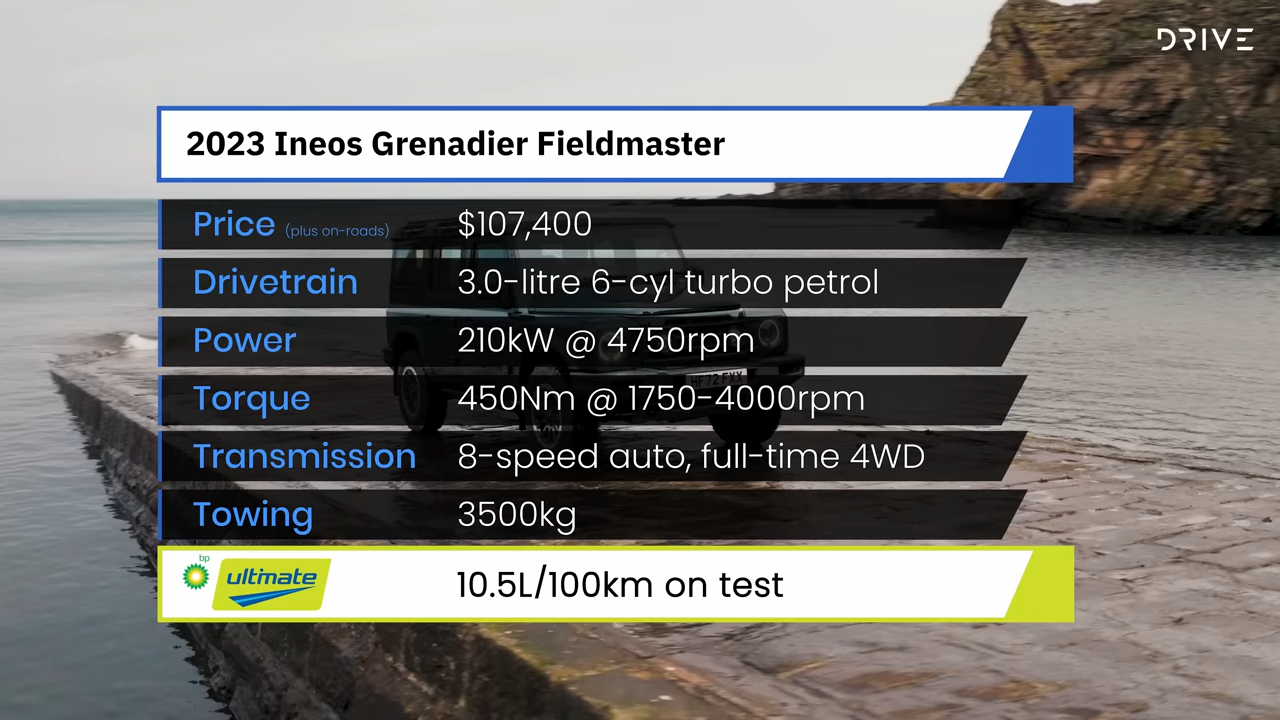 DRIVE
2023 Ineos Grenadier Fieldmaster
Price (plus on-roads) $107,400
Drivetrain 3.0-litre 6-cyl turbo petrol
Power 210kW @ 4750rpm
Torque 450Nm @ 1750-4000rpm
Transmission 8-speed auto, full-time 4WD
Towing 3500kg
bp ultimate 10.5L/100km on test